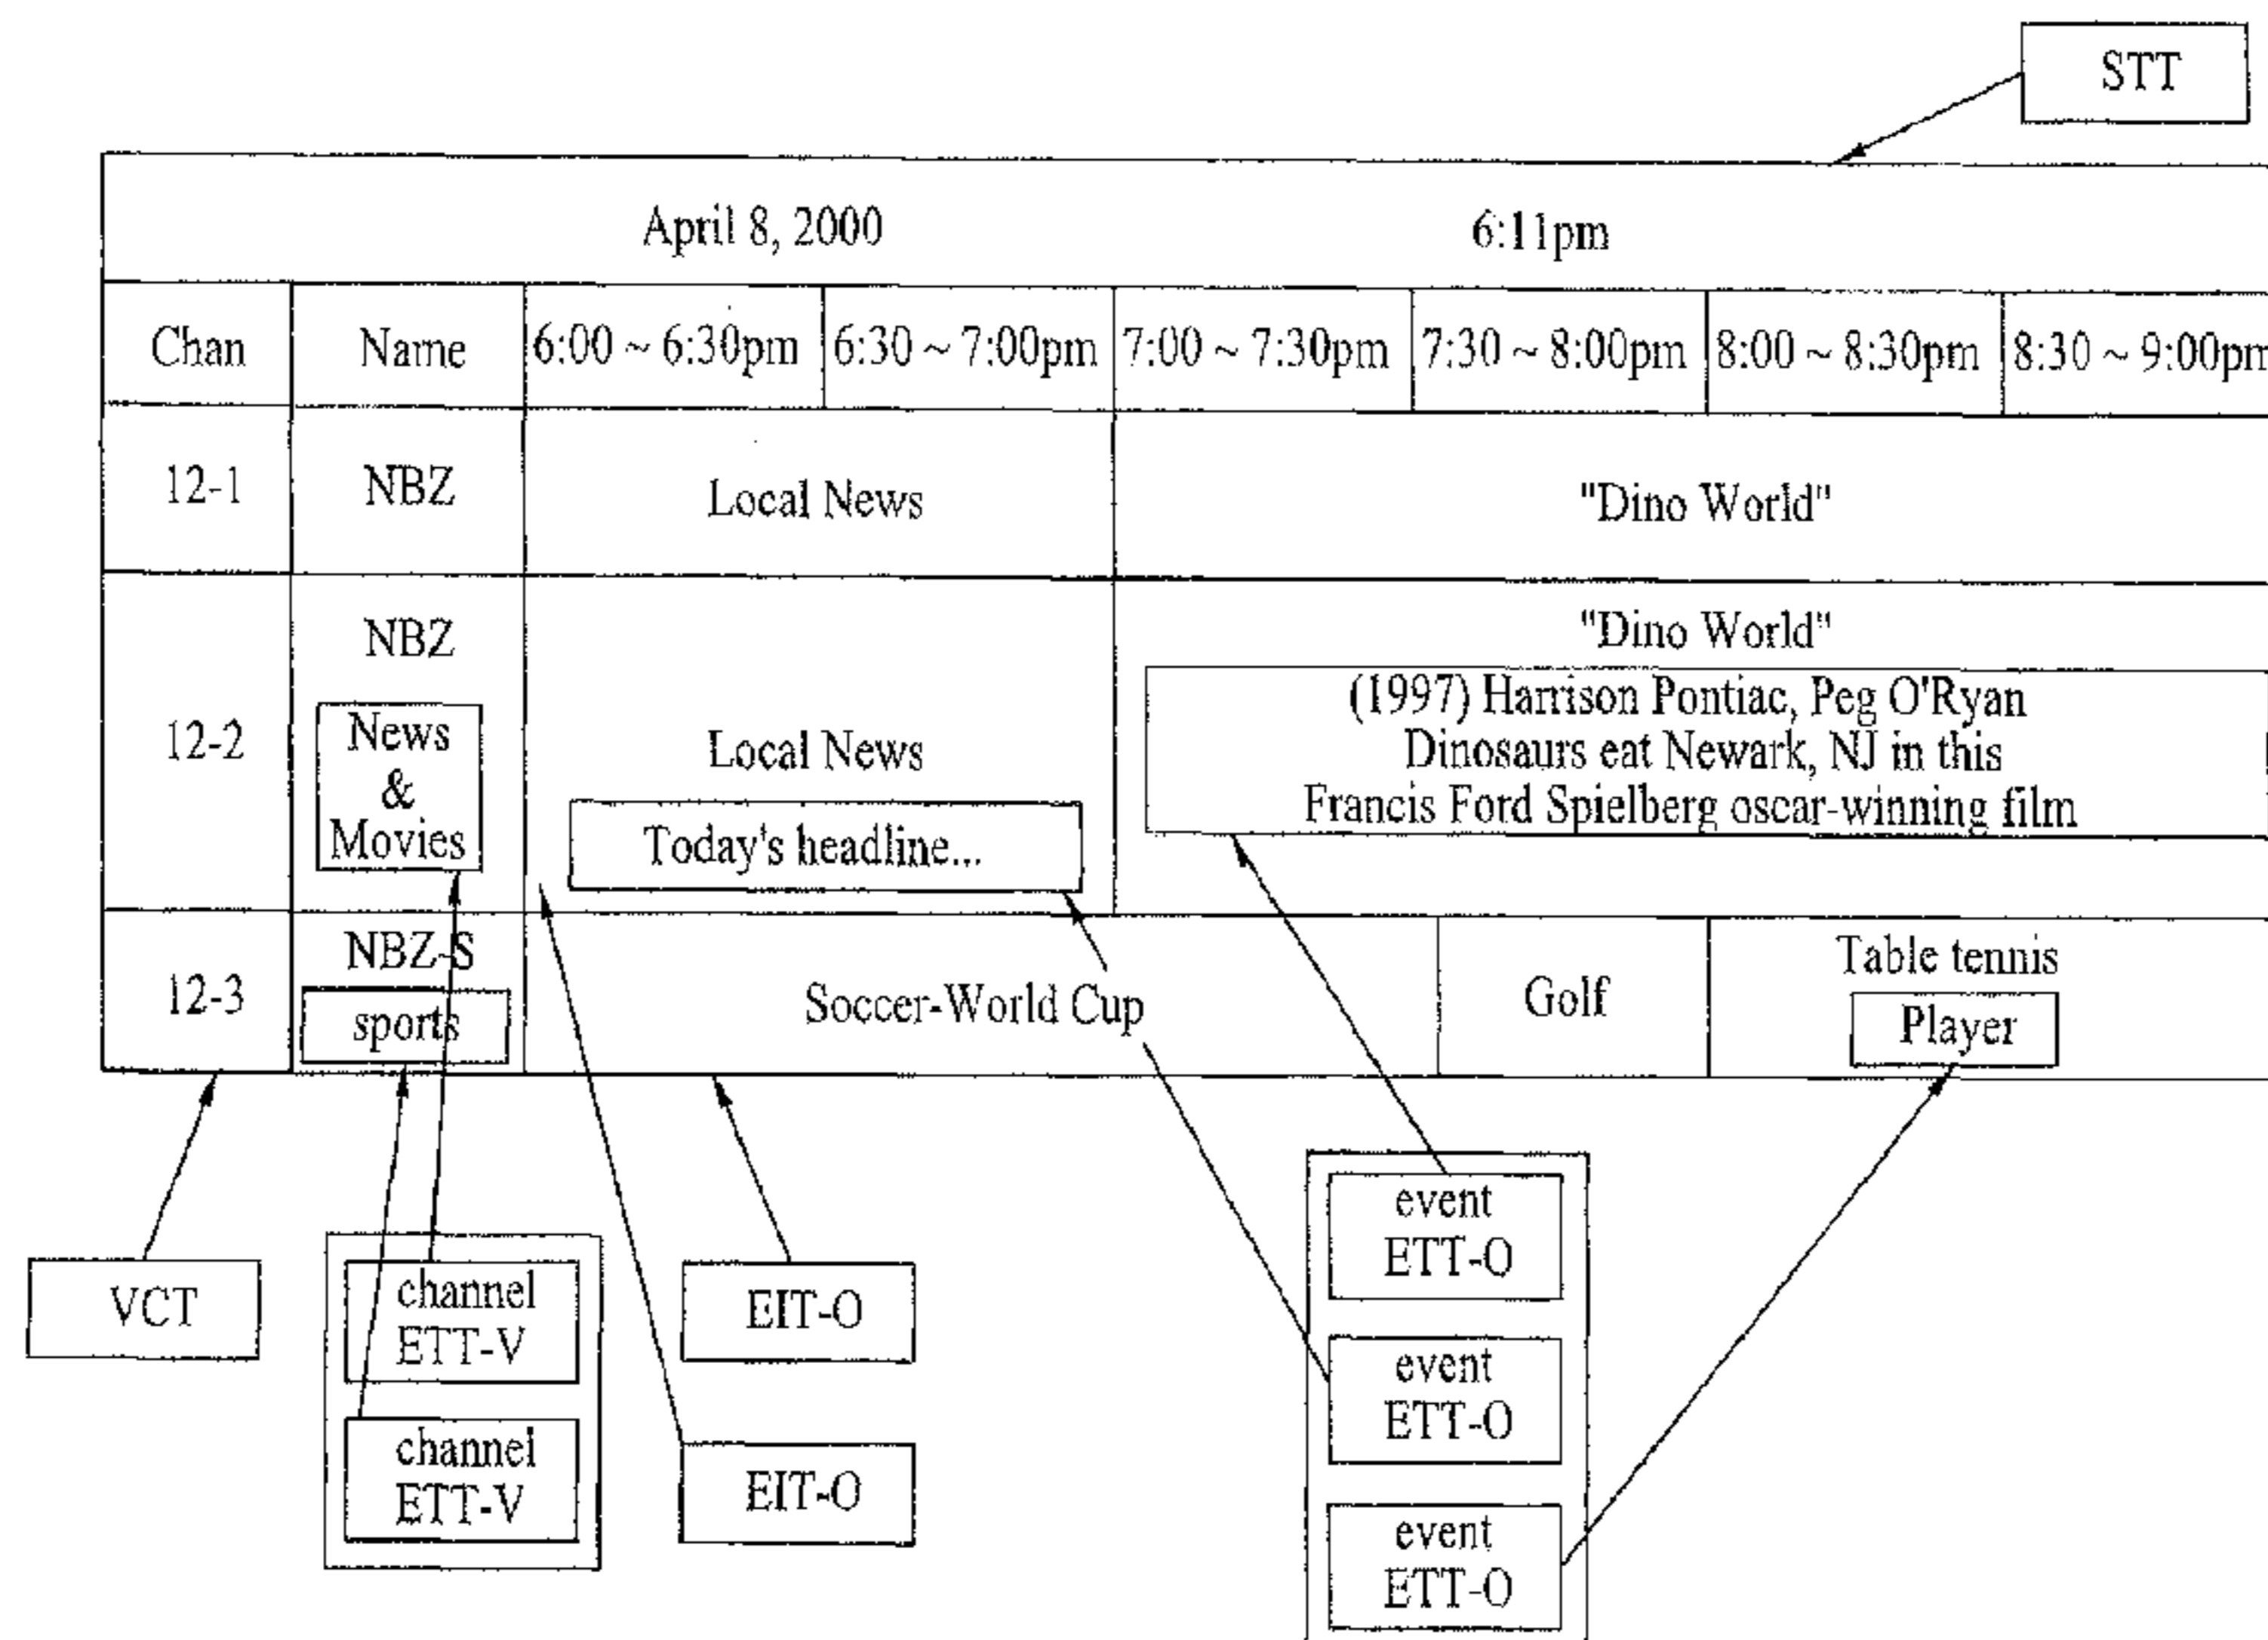 STT
April 8, 2000 6:11pm
Chan Name 6:00 ~ 6:30pm 6:30 ~ 7:00pm 7:00 ~ 7:30pm 7:30 ~ 8:00pm 8:00 ~ 8:30pm 8:30 ~ 9:00pm
12-1 NBZ Local News "Dino World"
12-2 NBZ
News
&
Movies
Local News
Today's headline...
"Dino World"
(1997) Harrison Pontiac, Peg O'Ryan
Dinosaurs eat Newark, NJ in this
Francis Ford Spielberg oscar-winning film
12-3 NBZ-S
sports
Soccer-World Cup Golf Table tennis
Player
VCT
channel
ETT-V
channel
ETT-V
EIT-O
EIT-O
event
ETT-O
event
ETT-O
event
ETT-O